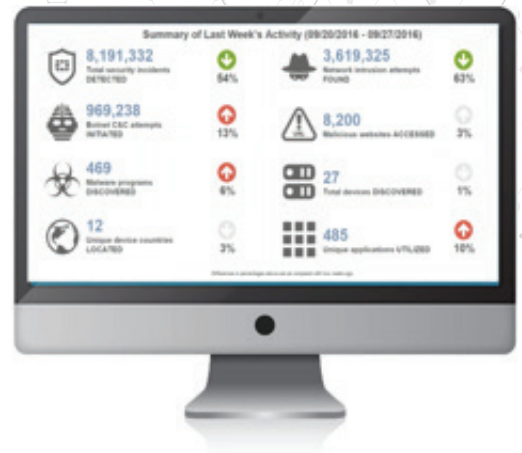 Summary of Last Week's Activity (09/20/2016 - 09/27/2016)
8,191,332
Total security incidents
DETECTED
54%
3,619,325
Network intrusion attempts
FOUND
63%
969,238
Botnet C&C attempts
INITIATED
13%
8,200
Malicious websites ACCESSED
3%
469
Malware programs
DISCOVERED
6%
27
Total devices DISCOVERED
1%
12
Unique device countries
LOCATED
3%
485
Unique applications UTILIZED
10%